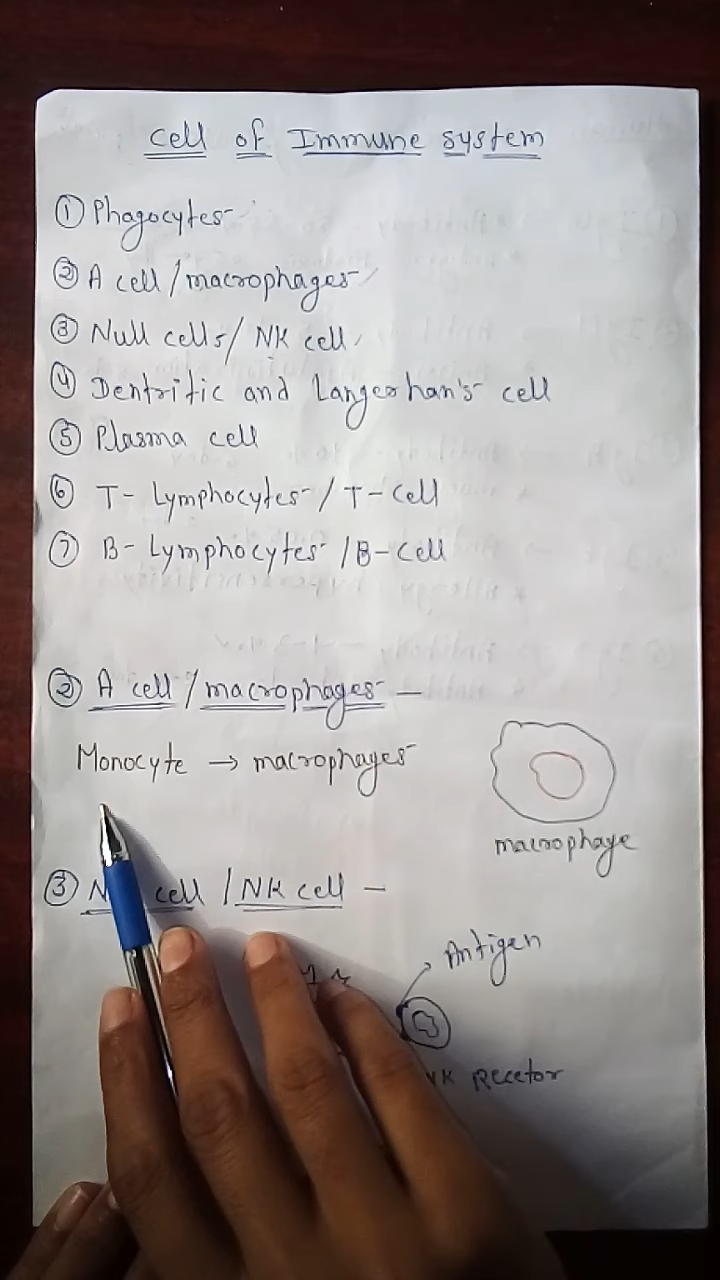 Cell of Immune system
① Phagocytes
② A cell/macrophages
③ Null cells/ NK cell
④ Dentritic and Langerhan's cell
⑤ Plasma cell
⑥ T- Lymphocytes / T-cell
⑦ B- Lymphocytes / B-cell
② A cell / macrophages —
Monocyte → macrophages
macrophage
③ cell / NK cell —
Antigen
Recetor